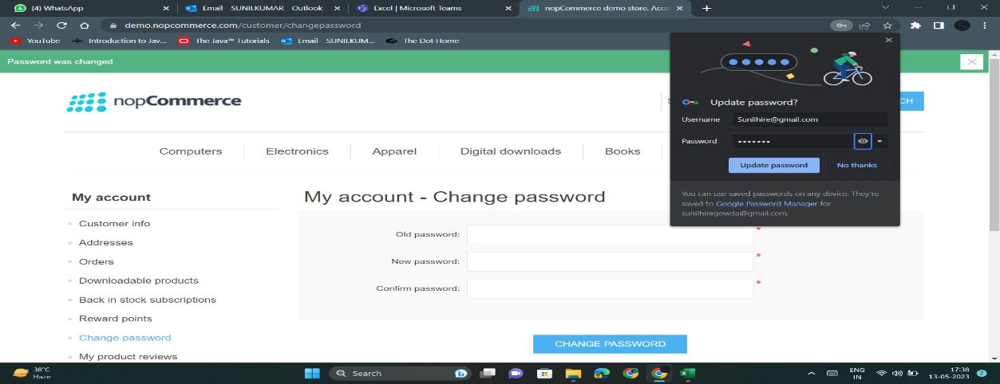 (4) WhatsApp
Email SUNILKUMAR Outlook
Excel | Microsoft Teams
nopCommerce demo store. Acco
demo.nopcommerce.com/customer/changepassword
YouTube
Introduction to Jav...
The Java™ Tutorials
Email SUNILKUM...
The Dot Home
Password was changed
nopCommerce
CH
Computers
Electronics
Apparel
Digital downloads
Books
Update password?
Username
Sunilhire@gmail.com
Password
•••••••
Update password
No thanks
You can use saved passwords on any device. They're
saved to Google Password Manager for
sunilhiregowda@gmail.com.
My account
Customer info
Addresses
Orders
Downloadable products
Back in stock subscriptions
Reward points
Change password
My product reviews
My account - Change password
Old password: *
New password: *
Confirm password: *
CHANGE PASSWORD
38°C
Haze
Search
ENG
IN
17:38
13-05-2023
2